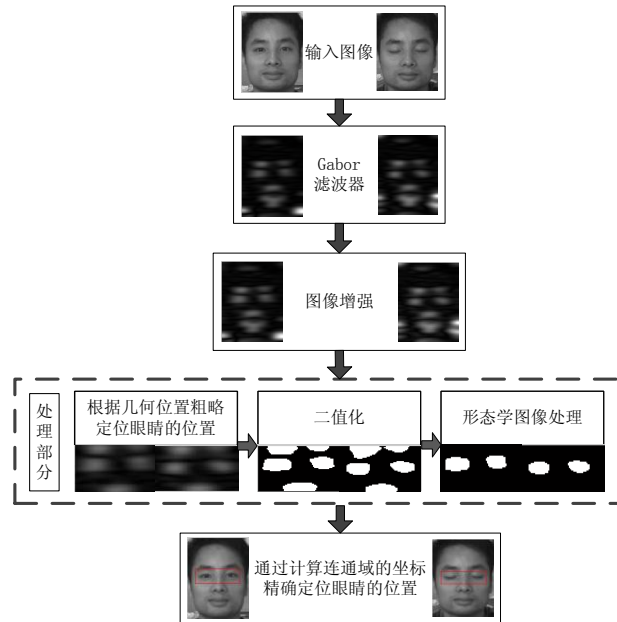 输入图像
Gabor
滤波器
图像增强
处理部分
根据几何位置粗略
定位眼睛的位置
二值化
形态学图像处理
通过计算连通域的坐标
精确定位眼睛的位置